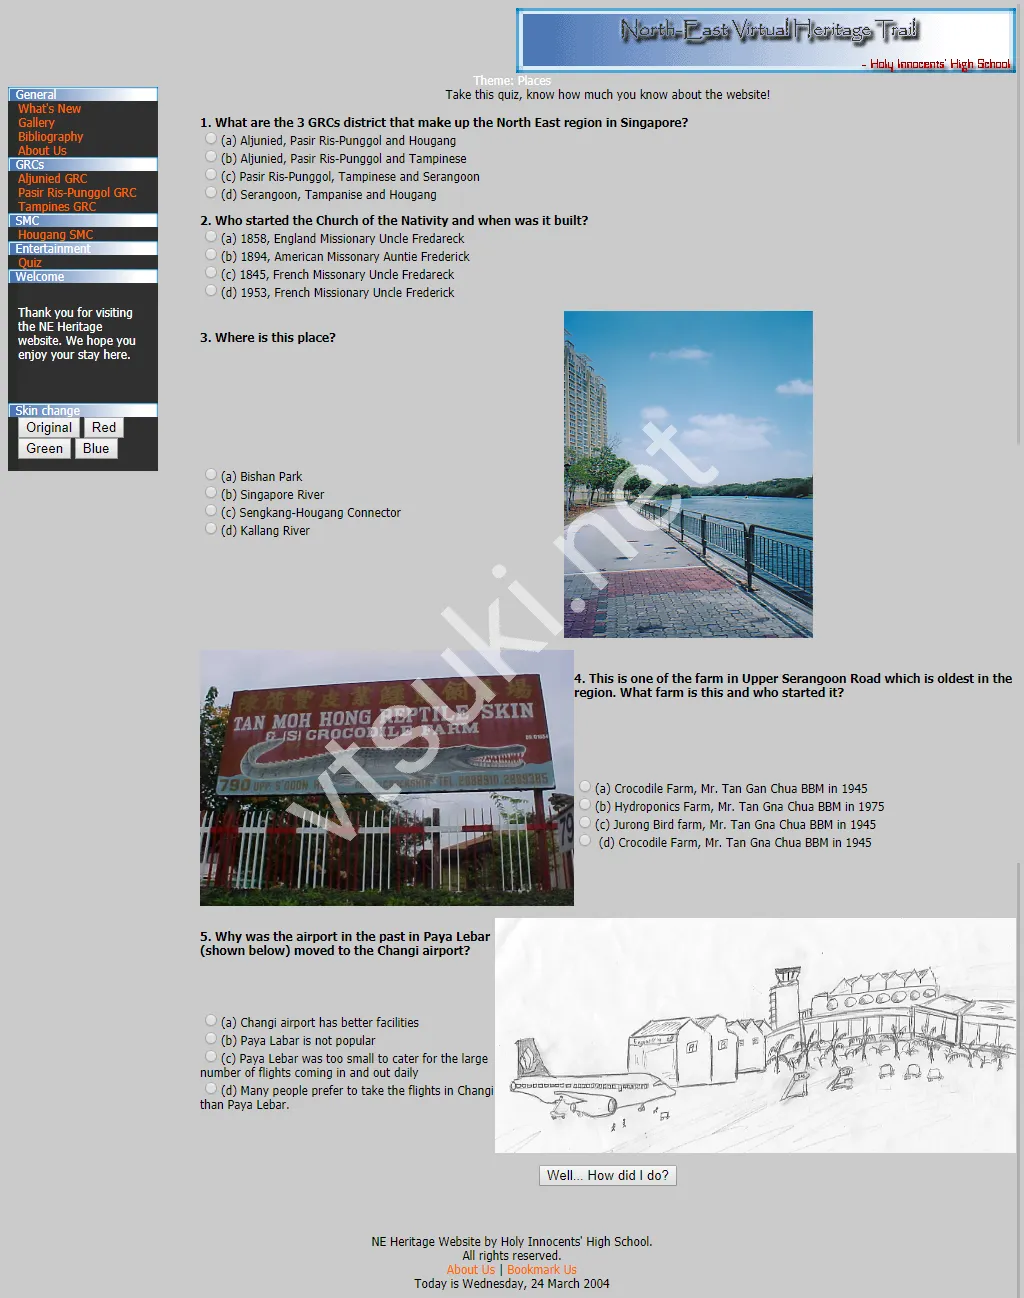 North-East Virtual Heritage Trail
- Holy Innocents' High School
Theme: Places
Take this quiz, know how much you know about the website!
General
What's New
Gallery
Bibliography
About Us
GRCs
Aljunied GRC
Pasir Ris-Punggol GRC
Tampines GRC
SMC
Hougang SMC
Entertainment
Quiz
Welcome
Thank you for visiting
the NE Heritage
website. We hope you
enjoy your stay here.
Skin change
Original Red
Green Blue
1. What are the 3 GRCs district that make up the North East region in Singapore?
(a) Aljunied, Pasir Ris-Punggol and Hougang
(b) Aljunied, Pasir Ris-Punggol and Tampinese
(c) Pasir Ris-Punggol, Tampinese and Serangoon
(d) Serangoon, Tampanise and Hougang
2. Who started the Church of the Nativity and when was it built?
(a) 1858, England Missionary Uncle Fredareck
(b) 1894, American Missonary Auntie Frederick
(c) 1845, French Missonary Uncle Fredareck
(d) 1953, French Missionary Uncle Frederick
3. Where is this place?
(a) Bishan Park
(b) Singapore River
(c) Sengkang-Hougang Connector
(d) Kallang River
vtsuki.net
TAN MOH HONG REPTILE SKIN
& (S) CROCODILE FARM
790 UPP S'GOON
TEL 2888910. 2889385
79
4. This is one of the farm in Upper Serangoon Road which is oldest in the
region. What farm is this and who started it?
(a) Crocodile Farm, Mr. Tan Gan Chua BBM in 1945
(b) Hydroponics Farm, Mr. Tan Gna Chua BBM in 1975
(c) Jurong Bird farm, Mr. Tan Gna Chua BBM in 1945
(d) Crocodile Farm, Mr. Tan Gna Chua BBM in 1945
5. Why was the airport in the past in Paya Lebar
(shown below) moved to the Changi airport?
(a) Changi airport has better facilities
(b) Paya Labar is not popular
(c) Paya Lebar was too small to cater for the large
number of flights coming in and out daily
(d) Many people prefer to take the flights in Changi
than Paya Lebar.
Well... How did I do?
NE Heritage Website by Holy Innocents' High School.
All rights reserved.
About Us | Bookmark Us
Today is Wednesday, 24 March 2004